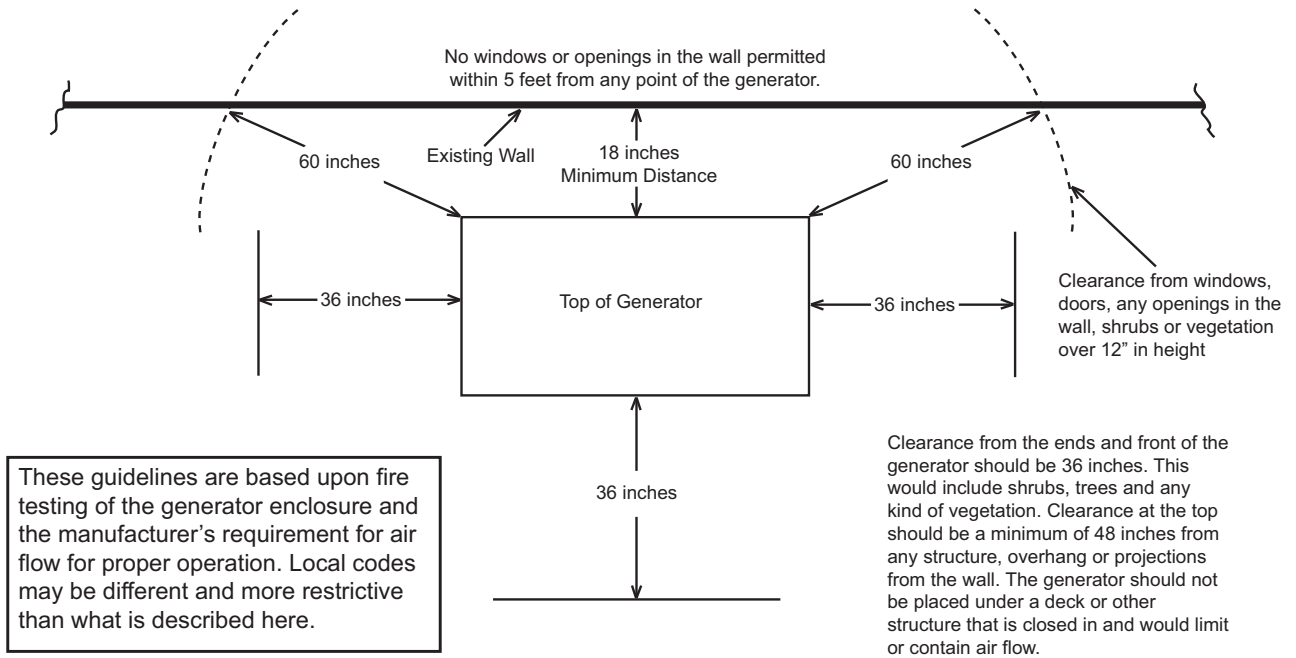 No windows or openings in the wall permitted
within 5 feet from any point of the generator.
60 inches
Existing Wall
18 inches
Minimum Distance
60 inches
36 inches
Top of Generator
36 inches
Clearance from windows,
doors, any openings in the
wall, shrubs or vegetation
over 12” in height
36 inches
These guidelines are based upon fire
testing of the generator enclosure and
the manufacturer’s requirement for air
flow for proper operation. Local codes
may be different and more restrictive
than what is described here.
Clearance from the ends and front of the
generator should be 36 inches. This
would include shrubs, trees and any
kind of vegetation. Clearance at the top
should be a minimum of 48 inches from
any structure, overhang or projections
from the wall. The generator should not
be placed under a deck or other
structure that is closed in and would limit
or contain air flow.